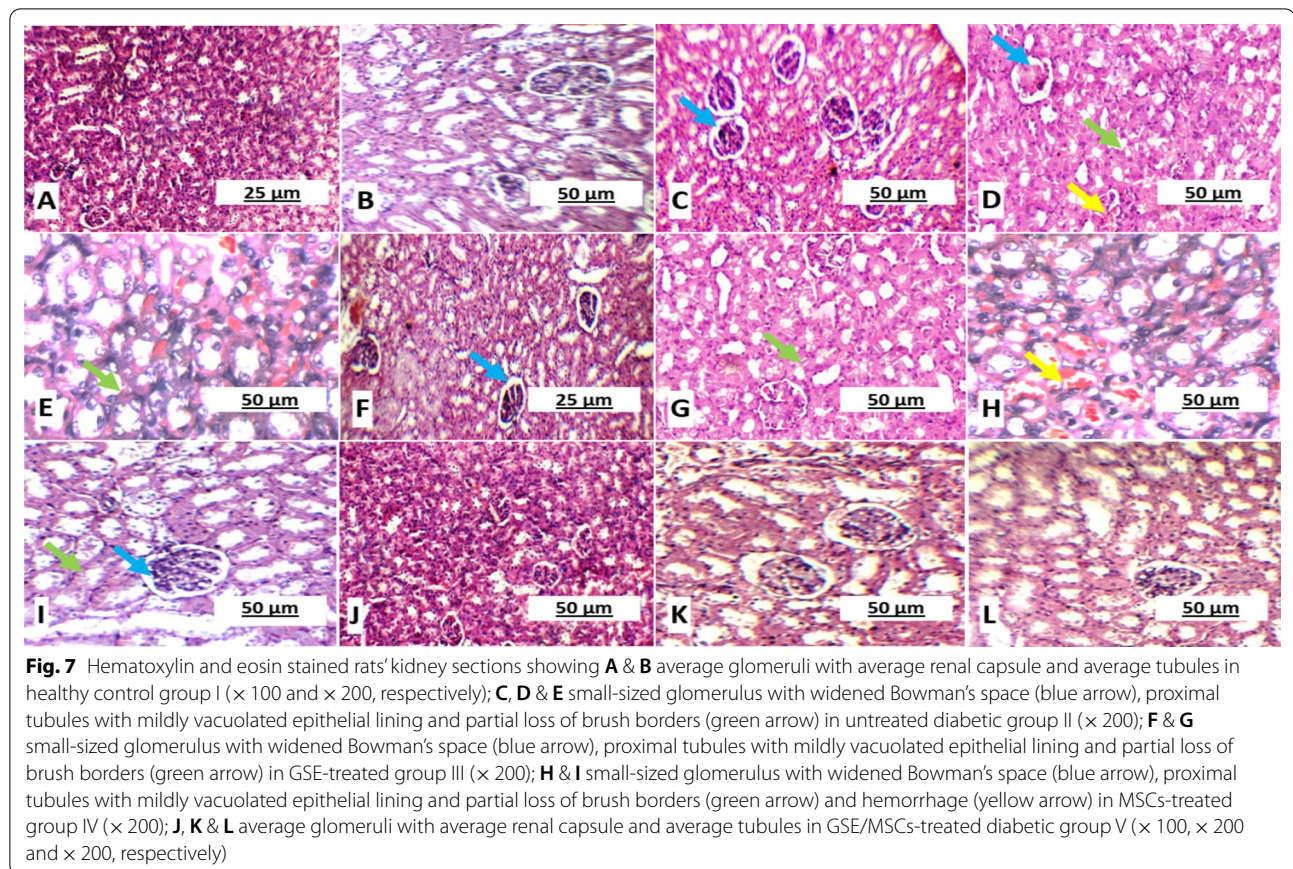 A
25 μm
B
50 μm
C
50 μm
D
50 μm
E
50 μm
F
25 μm
G
50 μm
H
50 μm
I
50 μm
J
50 μm
K
50 μm
L
50 μm
Fig. 7 Hematoxylin and eosin stained rats' kidney sections showing A & B average glomeruli with average renal capsule and average tubules in
healthy control group I (× 100 and × 200, respectively); C, D & E small-sized glomerulus with widened Bowman's space (blue arrow), proximal
tubules with mildly vacuolated epithelial lining and partial loss of brush borders (green arrow) in untreated diabetic group II (× 200); F & G
small-sized glomerulus with widened Bowman's space (blue arrow), proximal tubules with mildly vacuolated epithelial lining and partial loss of
brush borders (green arrow) in GSE-treated group III (× 200); H & I small-sized glomerulus with widened Bowman's space (blue arrow), proximal
tubules with mildly vacuolated epithelial lining and partial loss of brush borders (green arrow) and hemorrhage (yellow arrow) in MSCs-treated
group IV (× 200); J, K & L average glomeruli with average renal capsule and average tubules in GSE/MSCs-treated diabetic group V (× 100, × 200
and × 200, respectively)